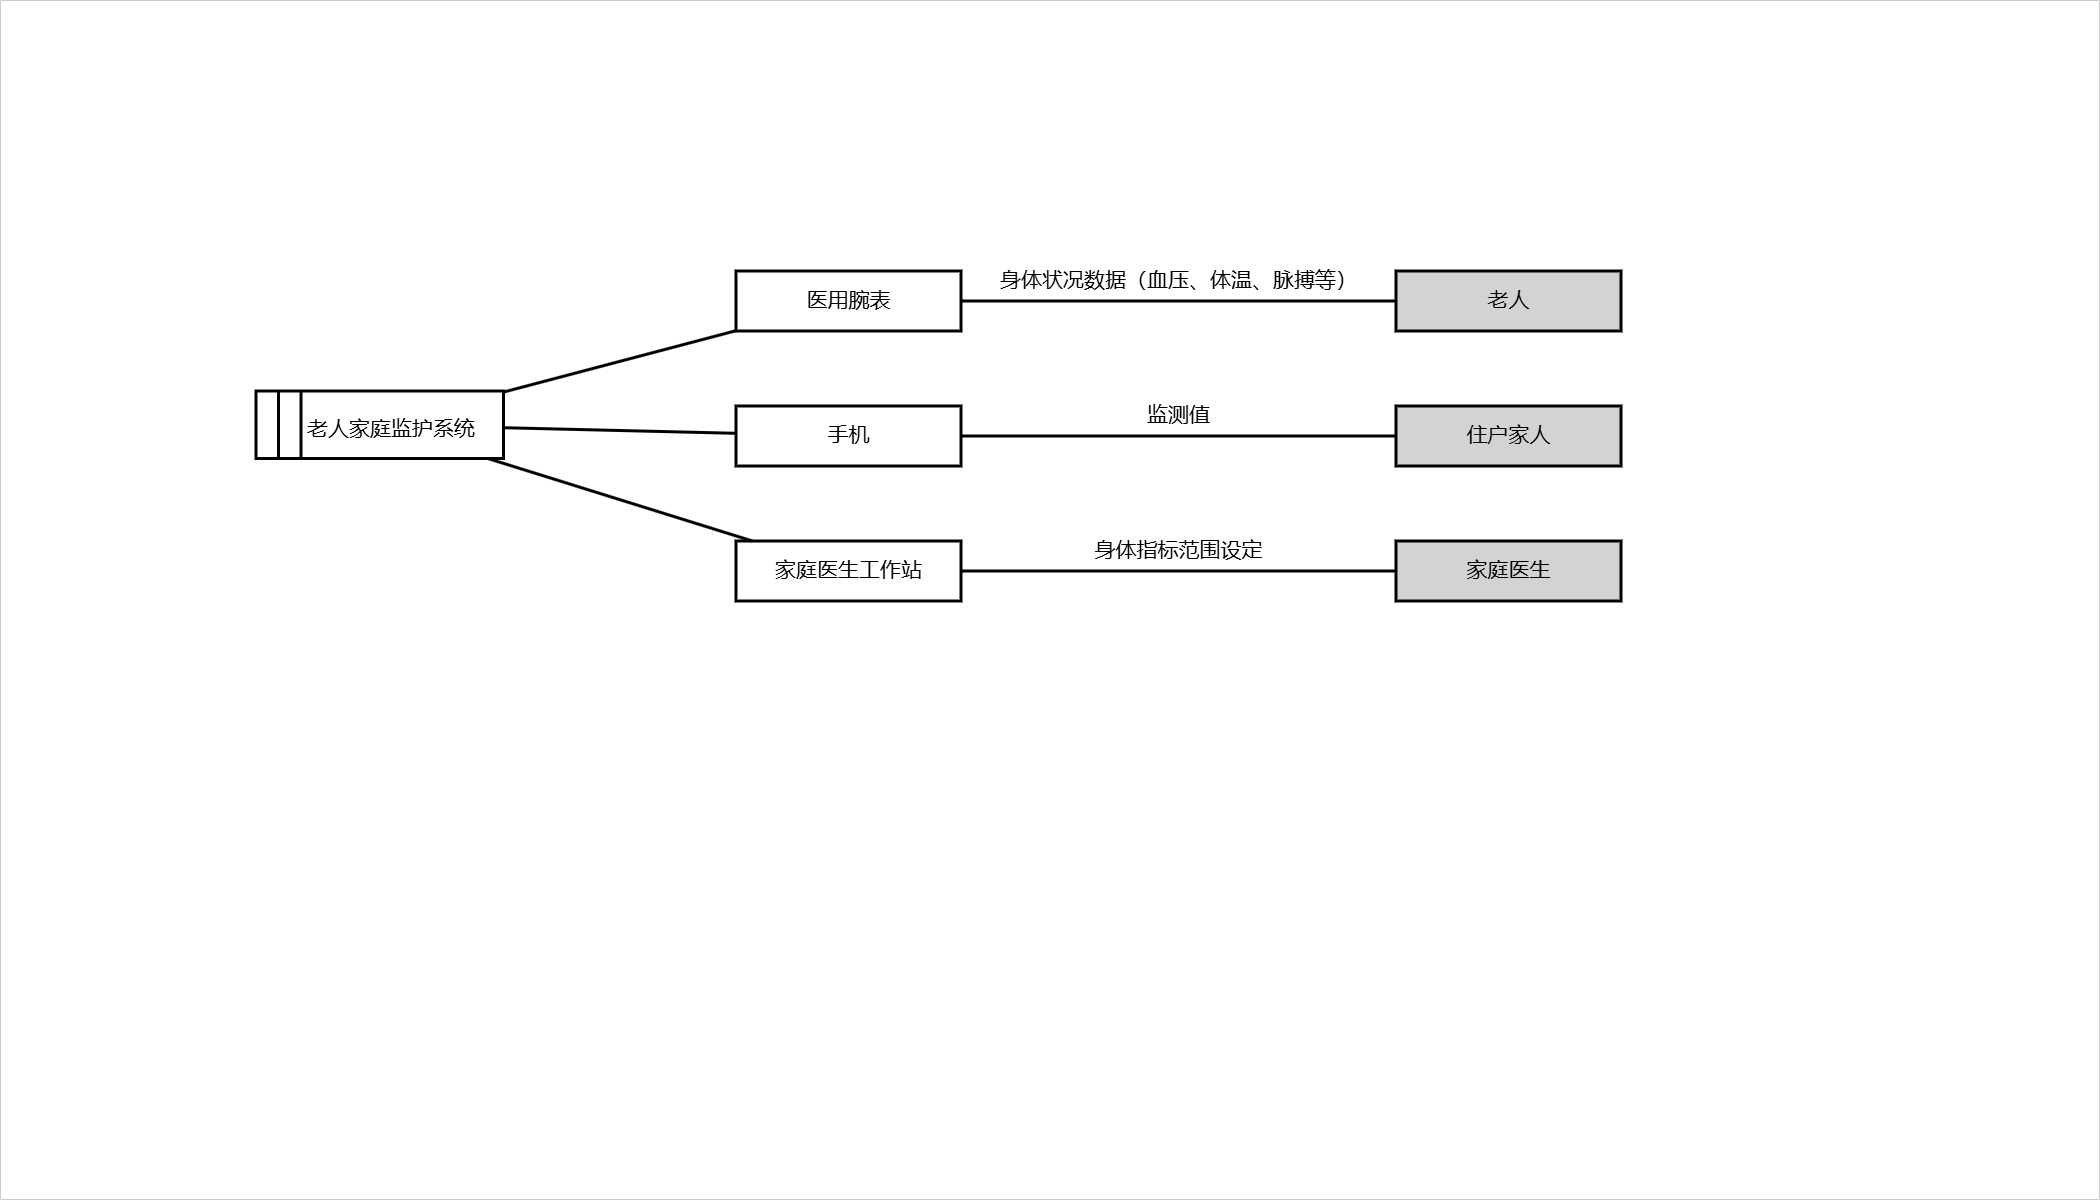 医用腕表
身体状况数据（血压、体温、脉搏等）
老人
老人家庭监护系统
手机
监测值
住户家人
家庭医生工作站
身体指标范围设定
家庭医生